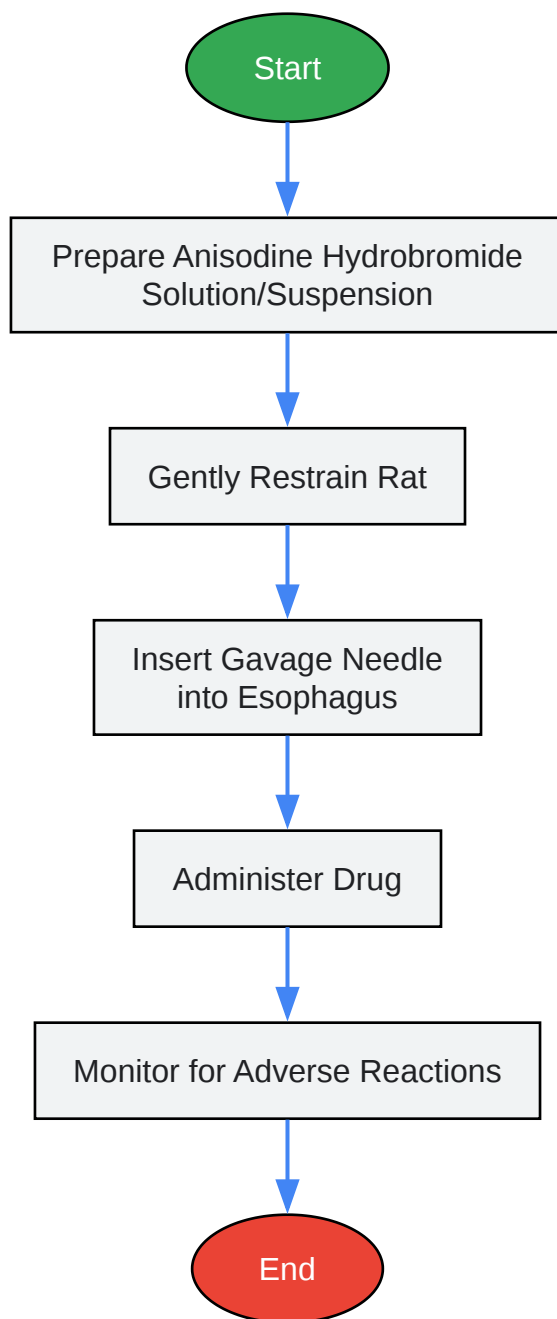 Start
Prepare Anisodine Hydrobromide
Solution/Suspension
Gently Restrain Rat
Insert Gavage Needle
into Esophagus
Administer Drug
Monitor for Adverse Reactions
End